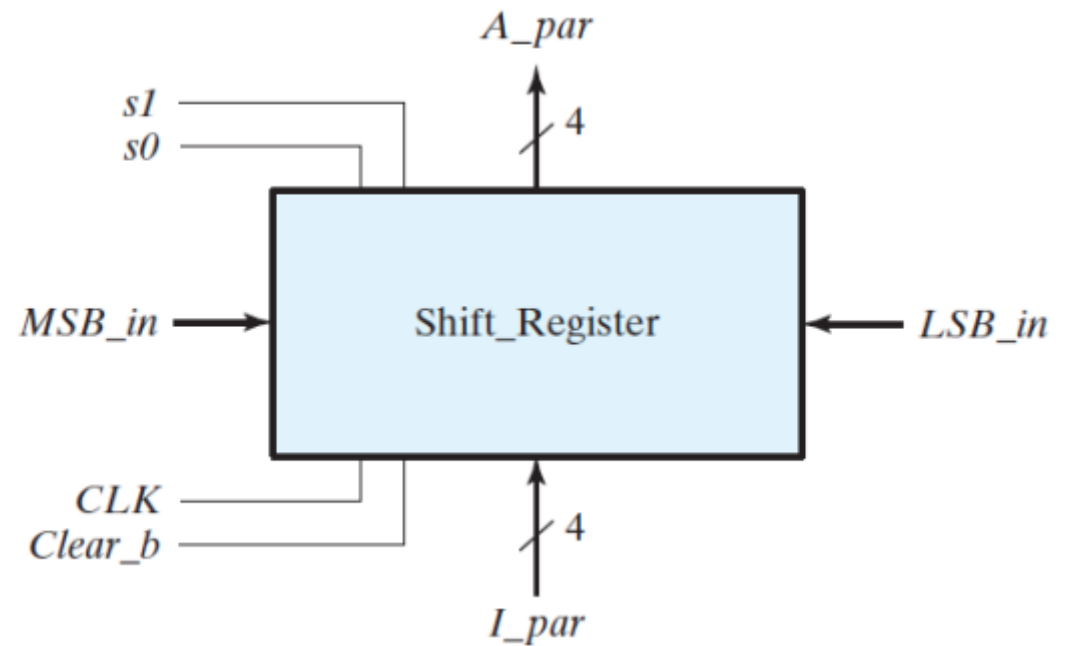 A_par
s1
4
s0
MSB_in
Shift_Register
LSB_in
CLK
4
Clear_b
I_par